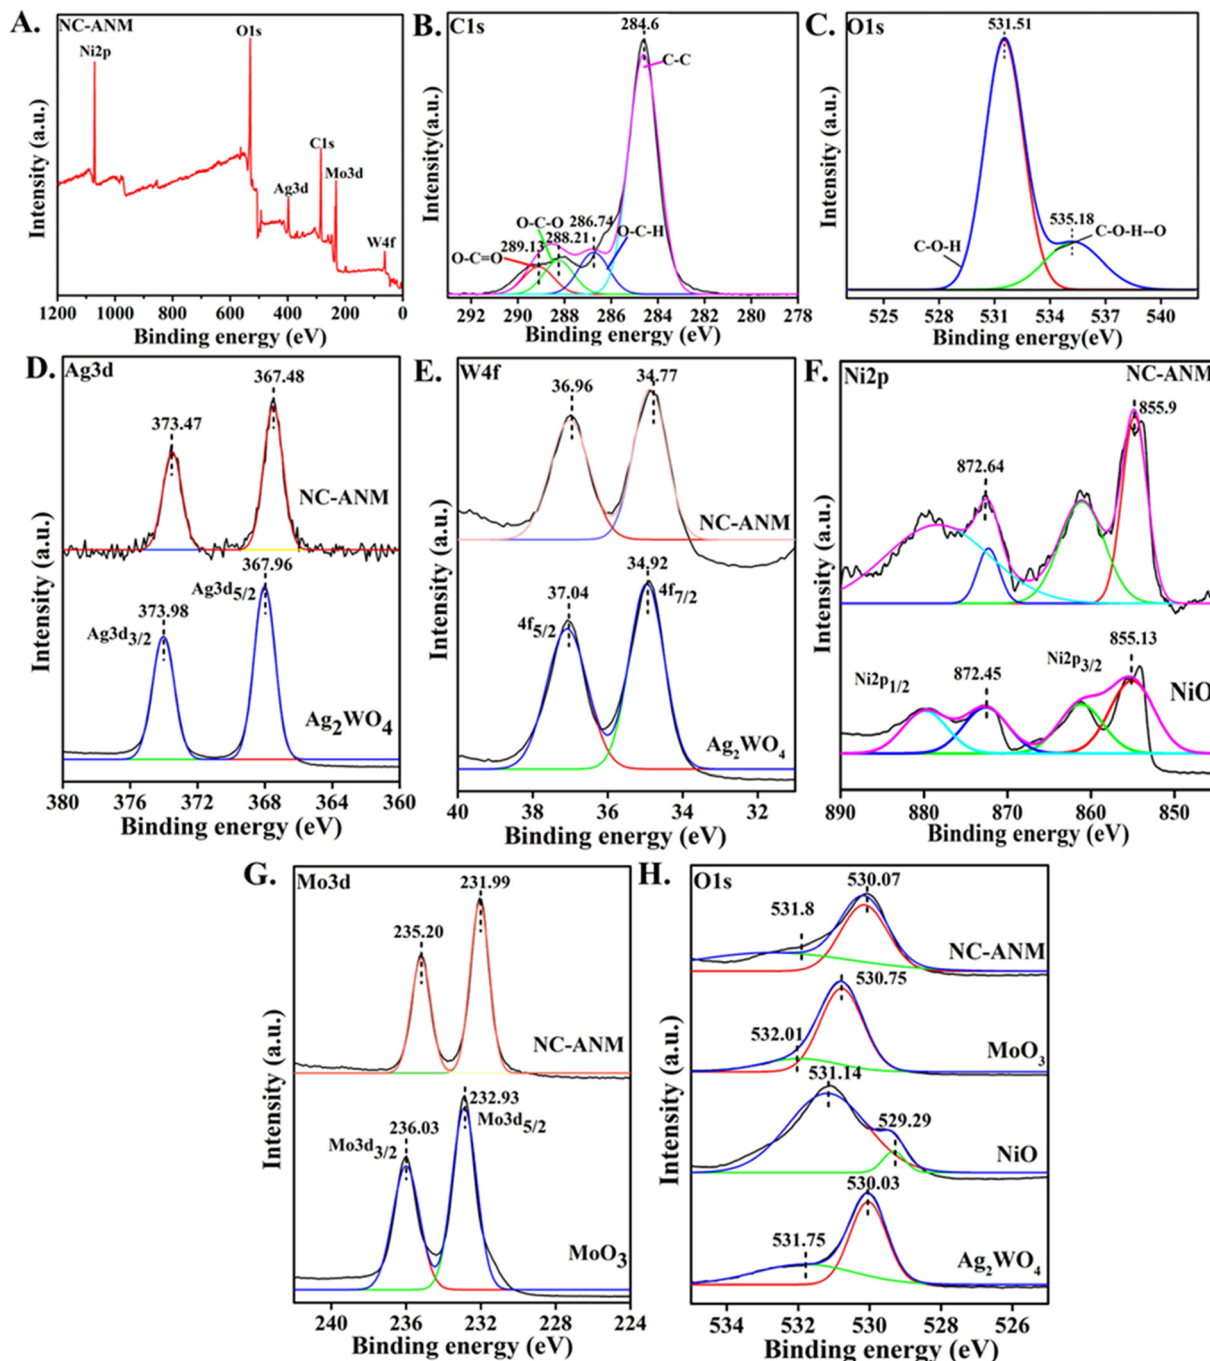 A.
NC-ANM
Ni2p
O1s
C1s
Mo3d
Ag3d
W4f
Intensity (a.u.)
1200 1000 800 600 400 200 0
Binding energy (eV)
B.
C1s
284.6
C-C
O-C-O
286.74
289.13
288.21
O-C-H
O-C=O
Intensity(a.u.)
292 290 288 286 284 282 280 278
Binding energy (eV)
C.
O1s
531.51
535.18
C-O-H--O
C-O-H
Intensity (a.u.)
525 528 531 534 537 540
Binding energy(eV)
D.
Ag3d
367.48
373.47
NC-ANM
367.96
Ag3d5/2
373.98
Ag3d3/2
Ag2WO4
Intensity (a.u.)
380 376 372 368 364 360
Binding energy (eV)
E.
W4f
34.77
36.96
NC-ANM
34.92
37.04
4f7/2
4f5/2
Ag2WO4
Intensity (a.u.)
40 38 36 34 32
Binding energy (eV)
F.
Ni2p
NC-ANM
855.9
872.64
855.13
Ni2p3/2
872.45
Ni2p1/2
NiO
Intensity (a.u.)
890 880 870 860 850
Binding energy (eV)
G.
Mo3d
231.99
235.20
NC-ANM
232.93
Mo3d5/2
236.03
Mo3d3/2
MoO3
Intensity (a.u.)
240 236 232 228 224
Binding energy (eV)
H.
O1s
530.07
531.8
NC-ANM
530.75
532.01
MoO3
531.14
529.29
NiO
530.03
531.75
Ag2WO4
Intensity (a.u.)
534 532 530 528 526
Binding energy (eV)